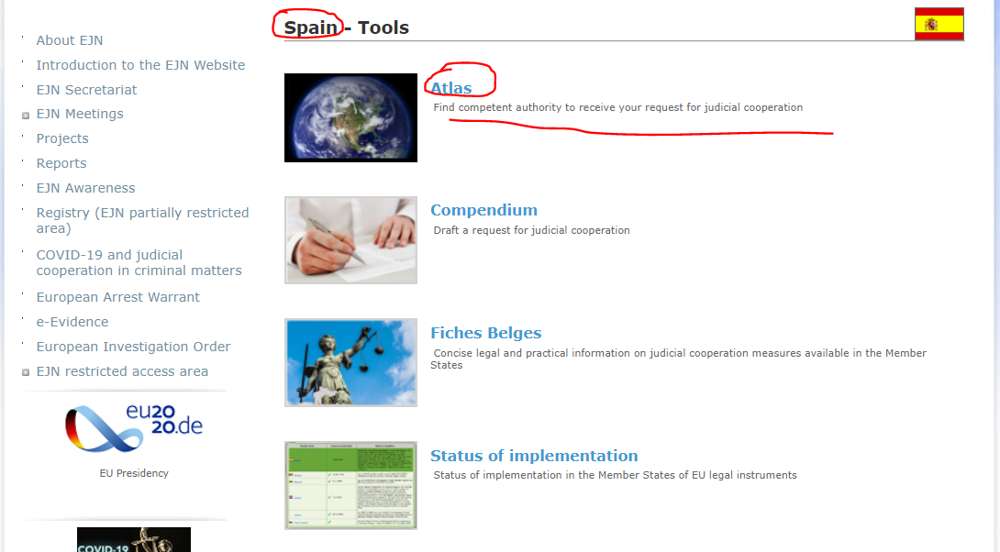 Spain - Tools
About EJN
Introduction to the EJN Website
EJN Secretariat
EJN Meetings
Projects
Reports
EJN Awareness
Registry (EJN partially restricted
area)
COVID-19 and judicial
cooperation in criminal matters
European Arrest Warrant
e-Evidence
European Investigation Order
EJN restricted access area
eu20
20.de
EU Presidency
COVID-19
Atlas
Find competent authority to receive your request for judicial cooperation
Compendium
Draft a request for judicial cooperation
Fiches Belges
Concise legal and practical information on judicial cooperation measures available in the Member
States
Status of implementation
Status of implementation in the Member States of EU legal instruments